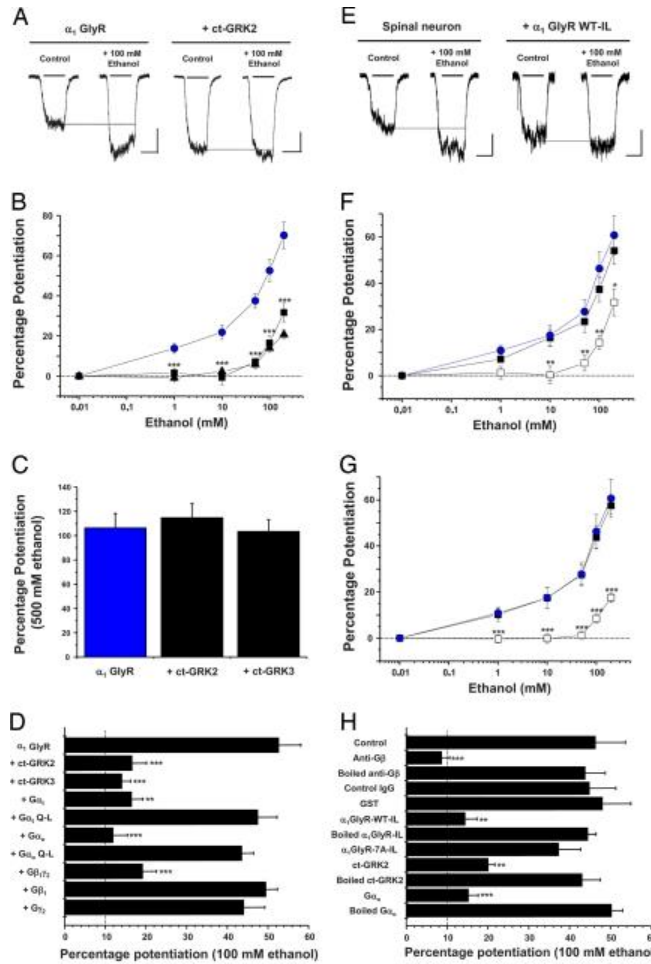 A
α₁ GlyR
+ ct-GRK2
Control
+ 100 mM
Ethanol
Control
+ 100 mM
Ethanol
E
Spinal neuron
+ α₁ GlyR WT-IL
Control
+ 100 mM
Ethanol
Control
+ 100 mM
Ethanol
B
Percentage Potentiation
80
60
40
20
0
***
***
***
***
***
0,01
0,1
1
10
100
Ethanol (mM)
F
Percentage Potentiation
60
40
20
0
**
**
**
*
0,01
0,1
1
10
100
Ethanol (mM)
C
Percentage Potentiation
(500 mM ethanol)
140
120
100
80
60
40
20
0
α₁ GlyR
+ ct-GRK2
+ ct-GRK3
G
Percentage Potentiation
60
40
20
0
***
***
***
***
***
0,01
0,1
1
10
100
Ethanol (mM)
D
α₁ GlyR
+ ct-GRK2 ***
+ ct-GRK3 ***
**
+ Gα Q-L
***
+ Gα Q-L
+ Gβ₁γ₂ ***
+ Gβ₁
+ Gγ₂
0
10
20
30
40
50
60
Percentage potentiation (100 mM ethanol)
H
Control
Anti-Gβ ***
Boiled anti-Gβ
Control IgG
GST
α₁GlyR-WT-IL **
Boiled α₁GlyR-IL
α₁GlyR-7A-IL
ct-GRK2 **
Boiled ct-GRK2
***
Boiled
0
10
20
30
40
50
60
Percentage potentiation (100 mM ethanol)